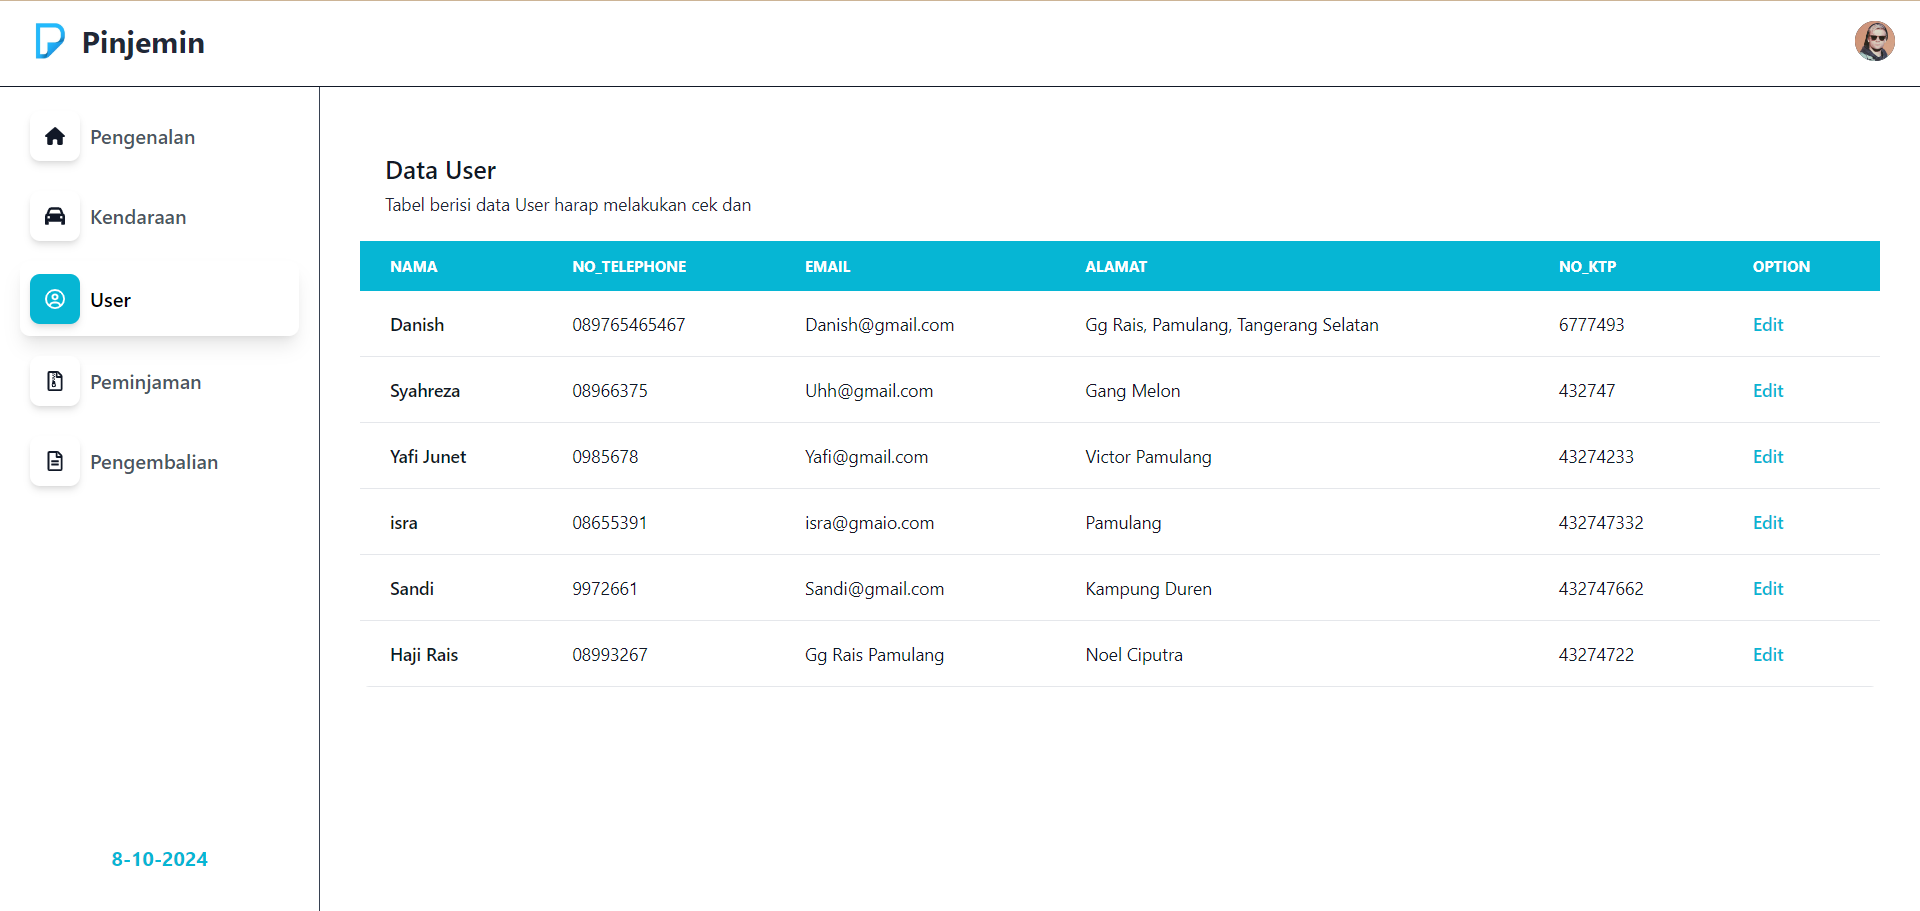 Pinjemin
Pengenalan
Kendaraan
User
Peminjaman
Pengembalian
8-10-2024
Data User
Tabel berisi data User harap melakukan cek dan
NAMA NO_TELEPHONE EMAIL ALAMAT NO_KTP OPTION
Danish 089765465467 Danish@gmail.com Gg Rais, Pamulang, Tangerang Selatan 6777493 Edit
Syahreza 08966375 Uhh@gmail.com Gang Melon 432747 Edit
Yafi Junet 0985678 Yafi@gmail.com Victor Pamulang 43274233 Edit
isra 08655391 isra@gmaio.com Pamulang 432747332 Edit
Sandi 9972661 Sandi@gmail.com Kampung Duren 432747662 Edit
Haji Rais 08993267 Gg Rais Pamulang Noel Ciputra 43274722 Edit